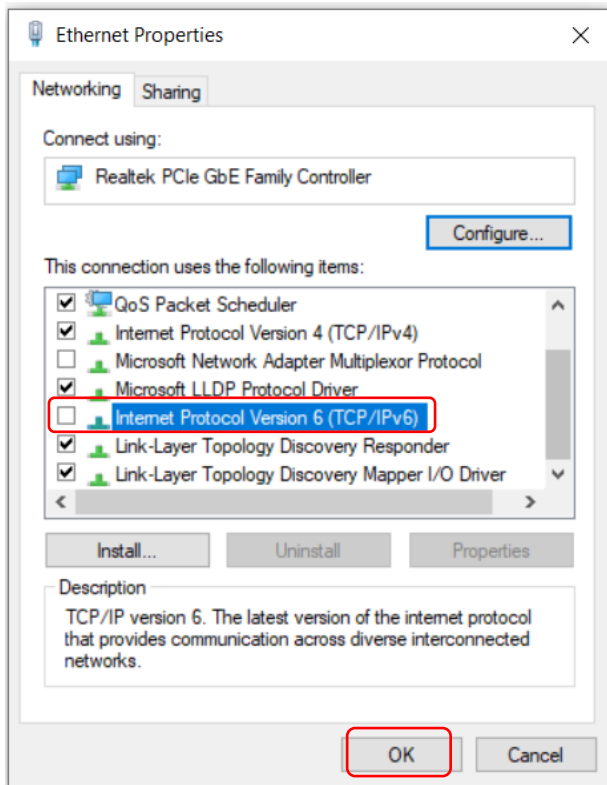 Ethernet Properties
Networking
Sharing
Connect using:
Realtek PCIe GbE Family Controller
Configure...
This connection uses the following items:
QoS Packet Scheduler
Internet Protocol Version 4 (TCP/IPv4)
Microsoft Network Adapter Multiplexor Protocol
Microsoft LLDP Protocol Driver
Internet Protocol Version 6 (TCP/IPv6)
Link-Layer Topology Discovery Responder
Link-Layer Topology Discovery Mapper I/O Driver
Install...
Uninstall
Properties
Description
TCP/IP version 6. The latest version of the internet protocol
that provides communication across diverse interconnected
networks.
OK
Cancel